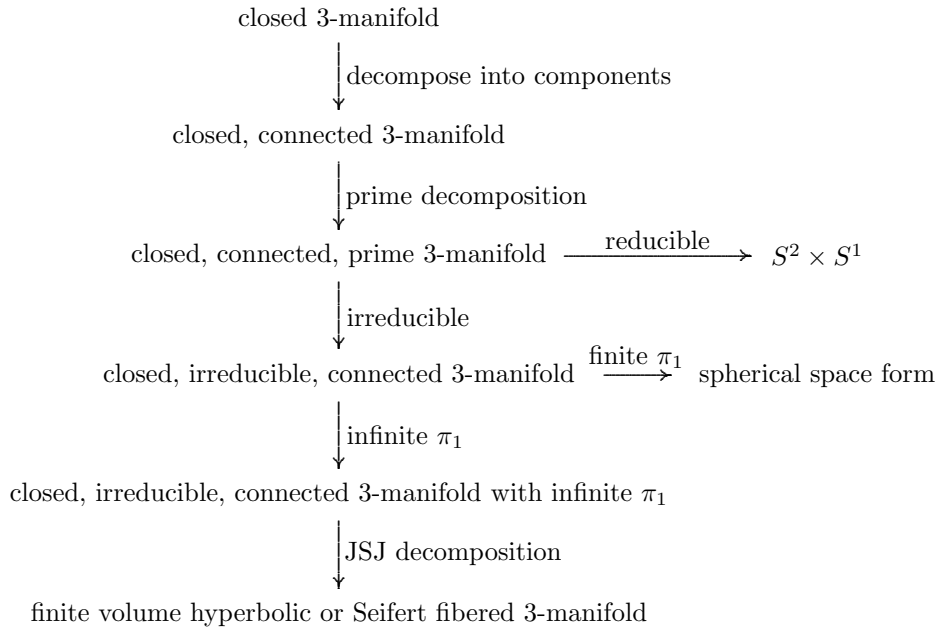 closed 3-manifold
decompose into components
closed, connected 3-manifold
prime decomposition
closed, connected, prime 3-manifold
reducible
S² × S¹
irreducible
closed, irreducible, connected 3-manifold
finite π₁
spherical space form
infinite π₁
closed, irreducible, connected 3-manifold with infinite π₁
JSJ decomposition
finite volume hyperbolic or Seifert fibered 3-manifold